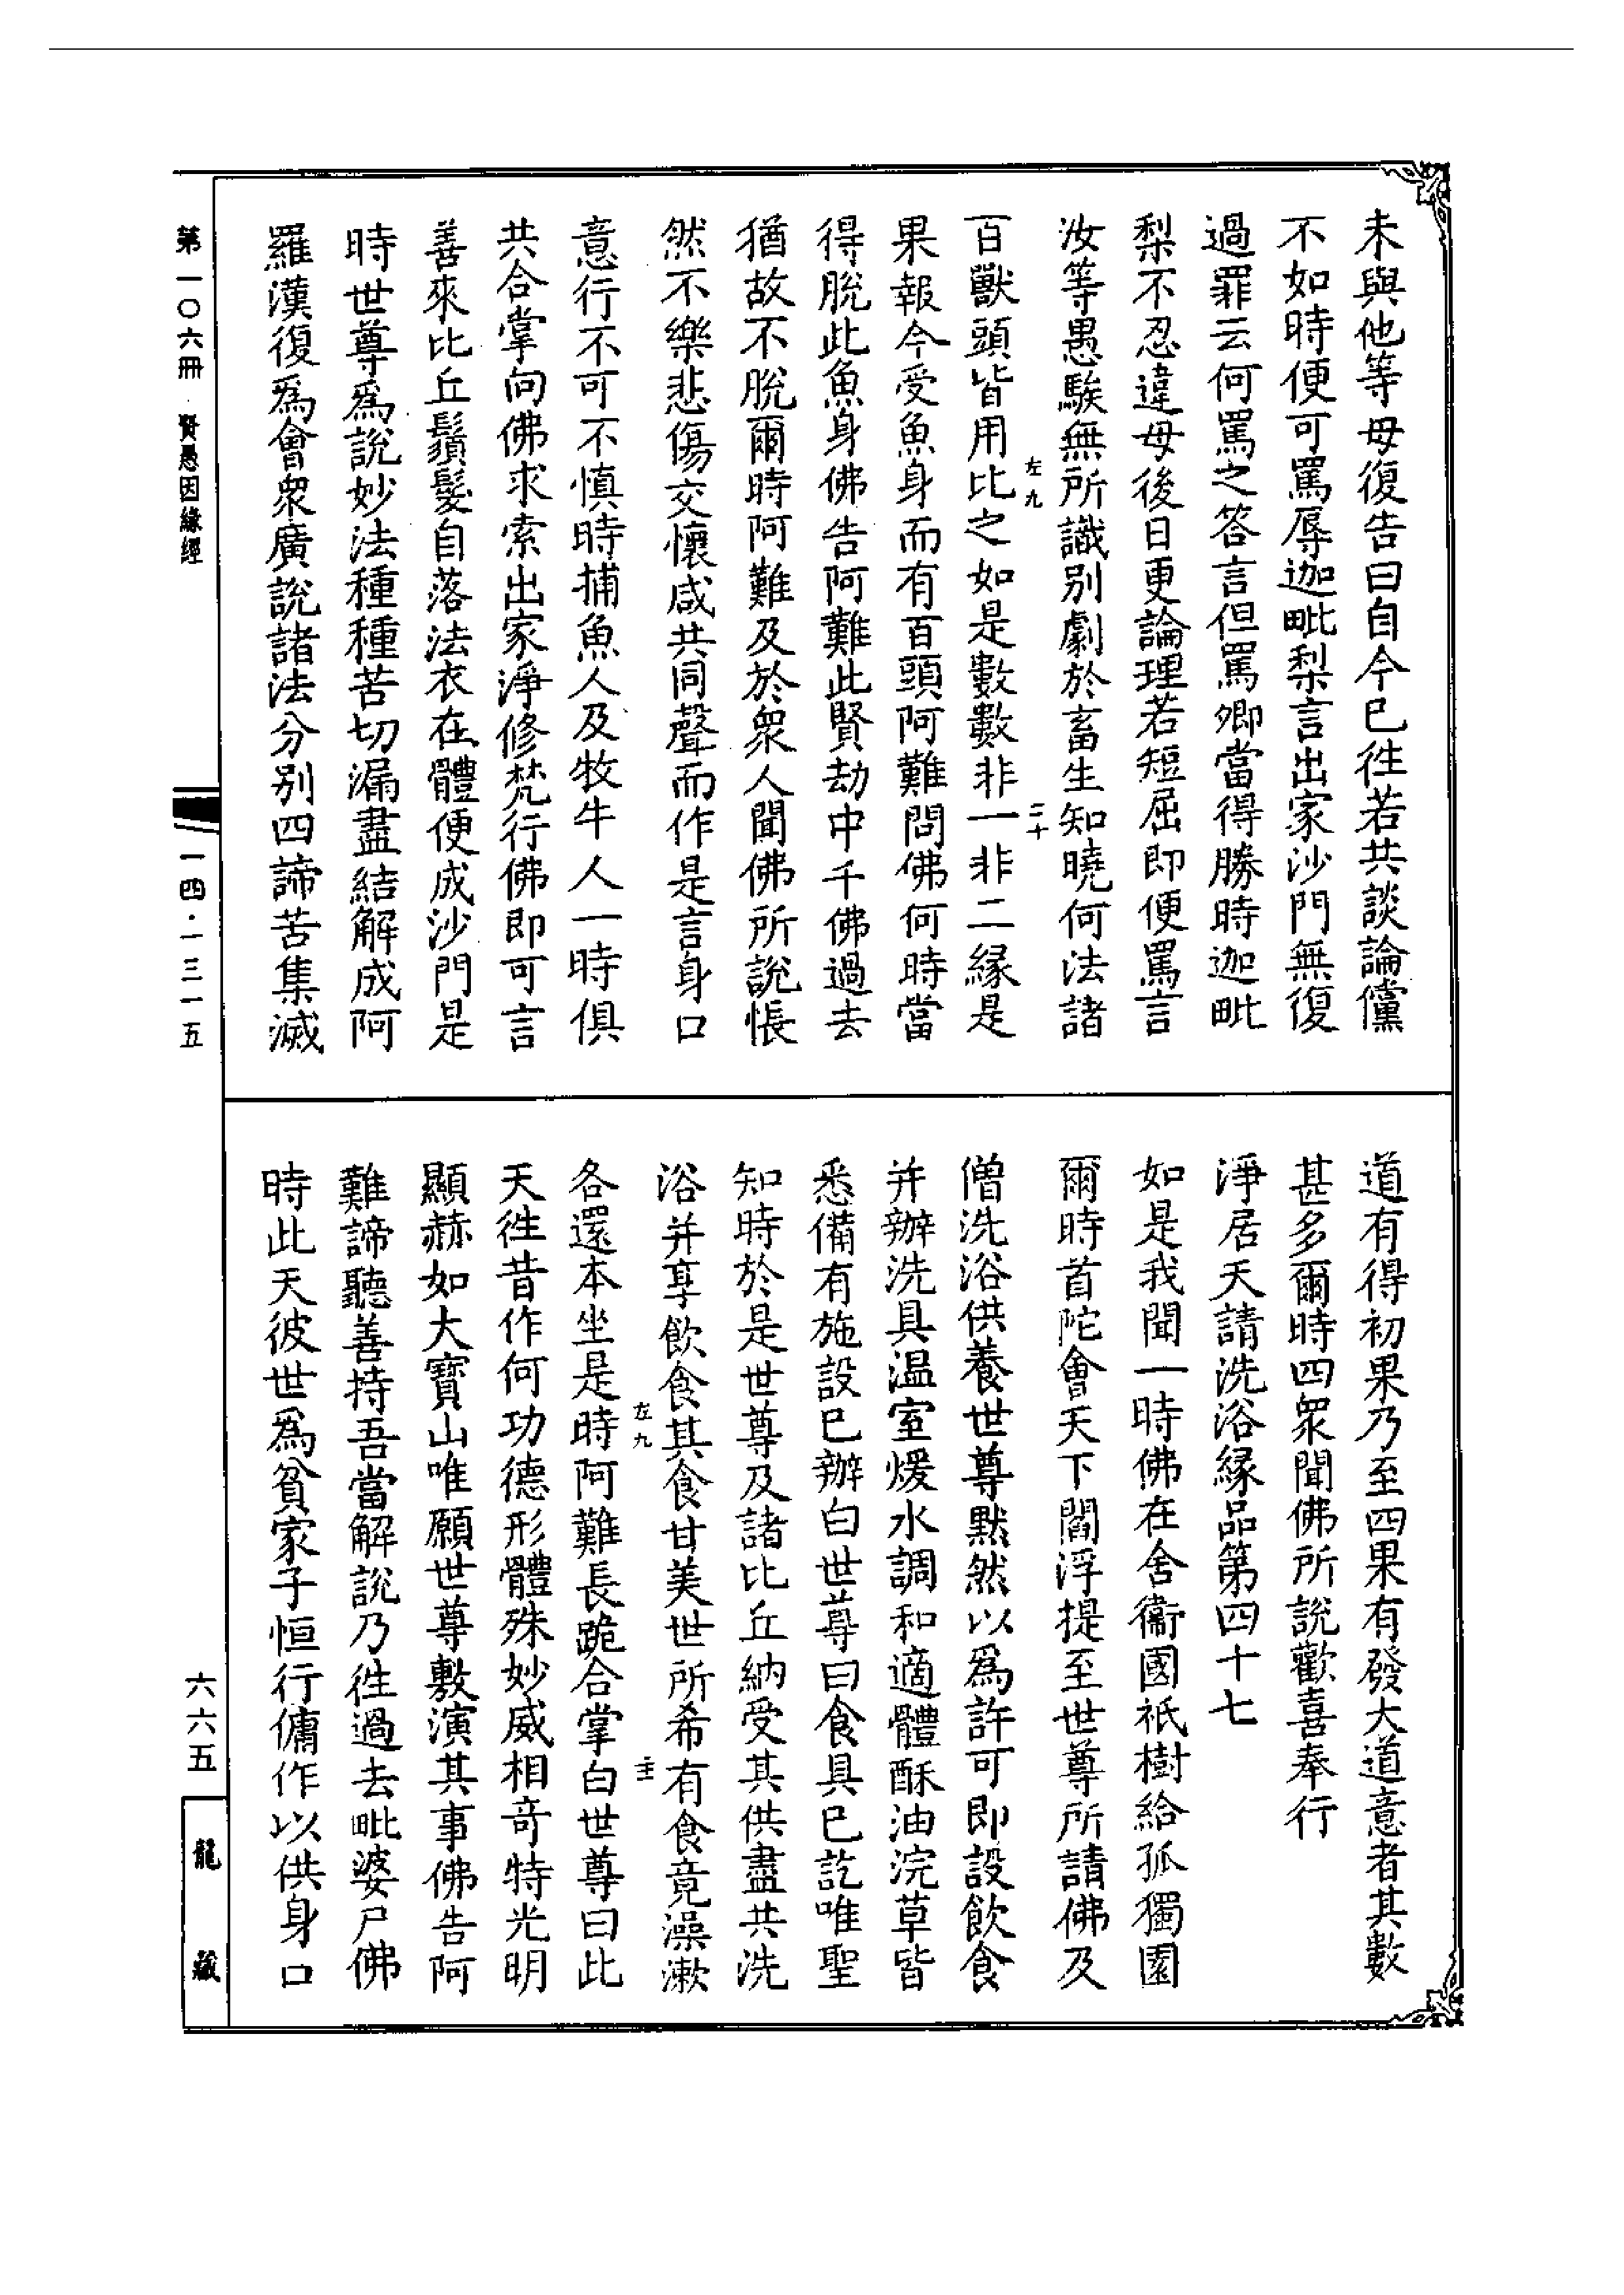 未與他等母復告曰自今已往若共談論儻
不如時便可罵辱迦毗梨言出家沙門無復
過罪云何罵之答言但罵卿當得勝時迦毗
梨不忍違母後日更論理若短屈即便罵言
汝等愚騃無所識別劇於畜生知曉何法諸
左九
二十
百獸頭皆用比之如是數數非一非二緣是
果報今受魚身而有百頭阿難問佛何時當
得脫此魚身佛告阿難此賢劫中千佛過去
猶故不脫爾時阿難及於衆人聞佛所說悵
然不樂悲傷交懷咸共同聲而作是言身口
意行不可不慎時捕魚人及牧牛人一時俱
共合掌向佛求索出家淨修梵行佛即可言
善來比丘鬚髮自落法衣在體便成沙門是
時世尊爲說妙法種種苦切漏盡結解成阿
羅漢復爲會衆廣說諸法分別四諦苦集滅
道有得初果乃至四果有發大道意者其數
甚多爾時四衆聞佛所說歡喜奉行
淨居天請洗浴緣品第四十七
如是我聞一時佛在舍衞國祇樹給孤獨園
爾時首陀會天下閻浮提至世尊所請佛及
僧洗浴供養世尊默然以爲許可即設飲食
并辦洗具溫室煖水調和適體酥油浣草皆
悉備有施設已辦白世尊曰食具已訖唯聖
知時於是世尊及諸比丘納受其供盡共洗
浴并享飲食其食甘美世所希有食竟澡漱
左九
各還本坐是時阿難長跪合掌白世尊曰此
天往昔作何功德形體殊妙威相奇特光明
顯赫如大寶山唯願世尊敷演其事佛告阿
難諦聽善持吾當解說乃往過去毗婆尸佛
時此天彼世爲貧家子恒行傭作以供身口
第一〇六冊 賢愚因緣經
一四·一三一五
六六五
龍藏